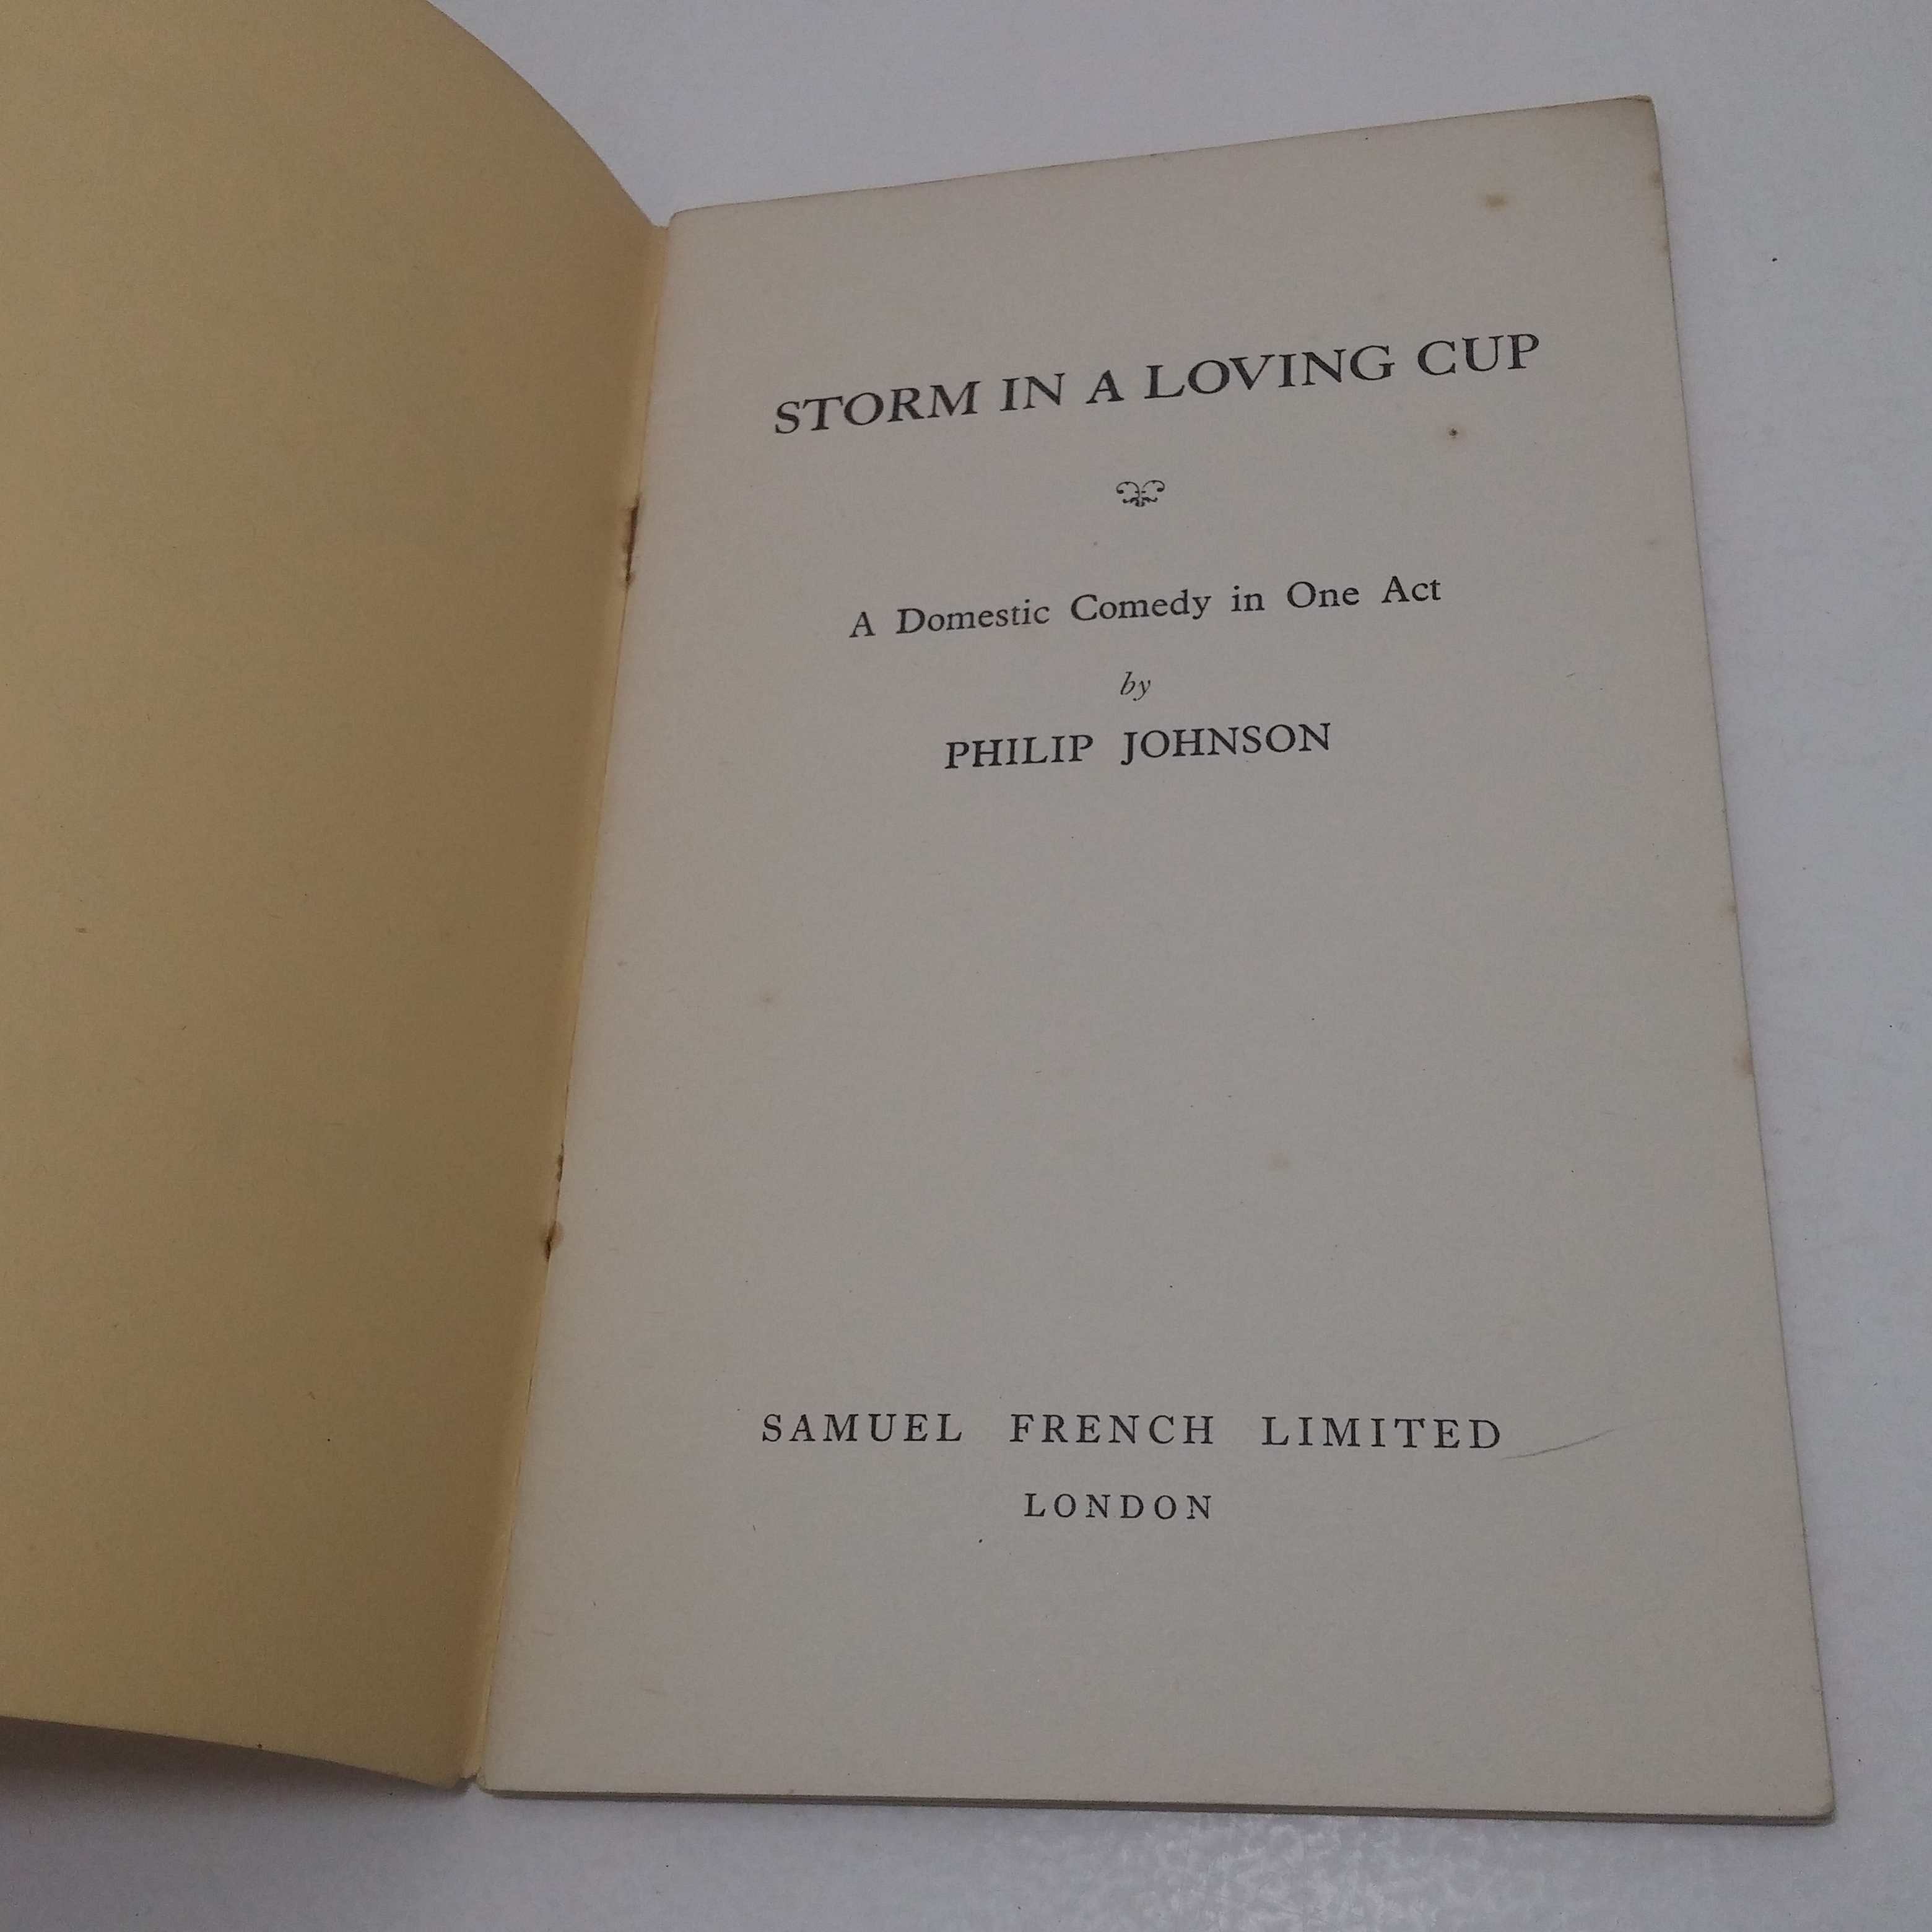 STORM IN A LOVING CUP
A Domestic Comedy in One Act
by
PHILIP JOHNSON
SAMUEL FRENCH LIMITED
LONDON